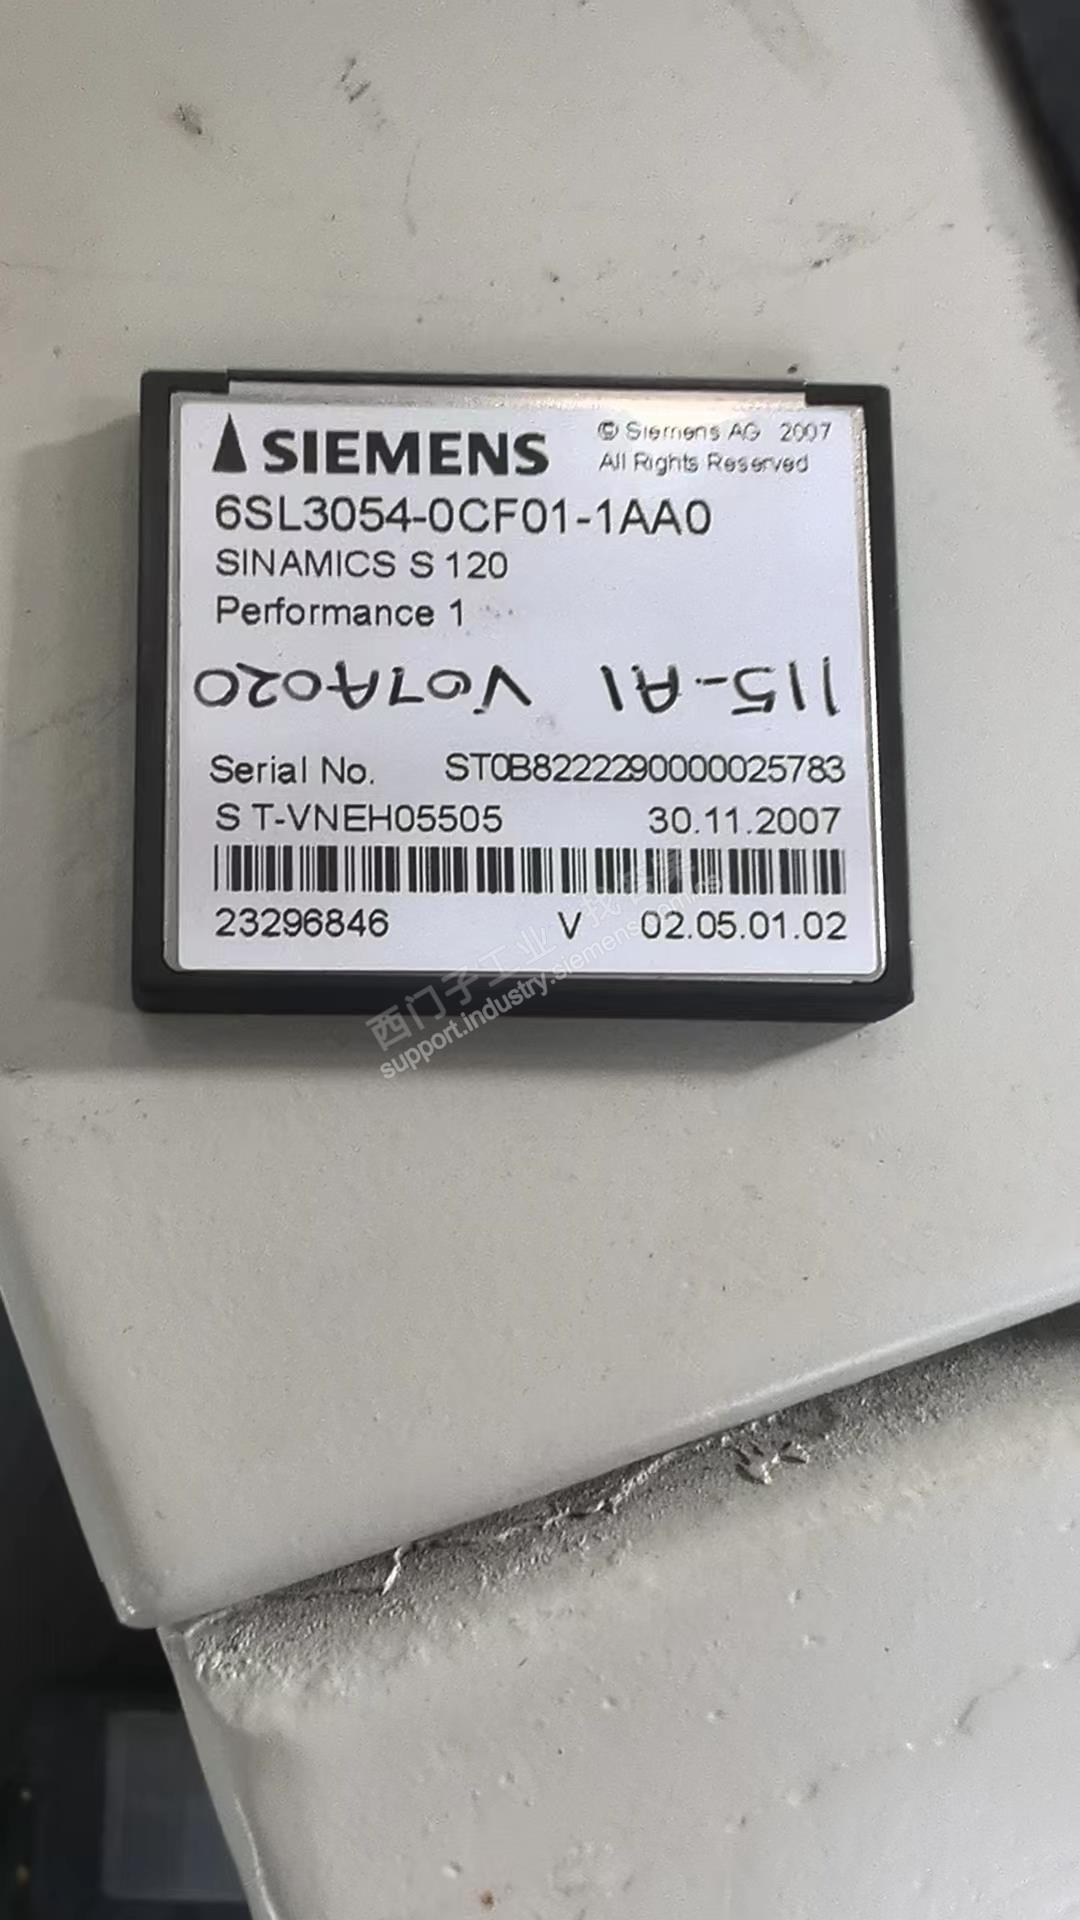 SIEMENS
© Siemens AG 2007
All Rights Reserved
6SL3054-0CF01-1AA0
SINAMICS S 120
Performance 1
115-A1 V07A020
Serial No. ST0B8222290000025783
S T-VNEH05505 30.11.2007
23296846 V 02.05.01.02
西门子工业
support.industry.siemens.com